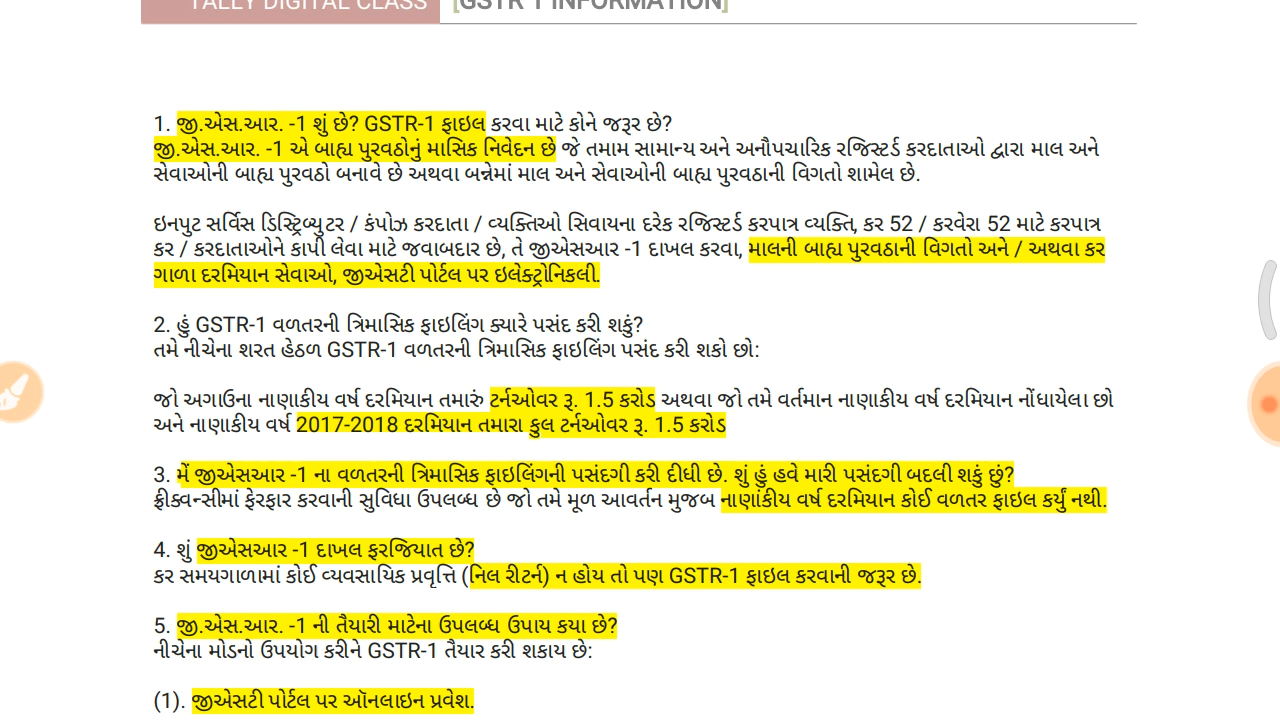 TALLY DIGITAL CLASS [GSTR 1 INFORMATION]
1. જી.એસ.આર. -1 શું છે? GSTR-1 ફાઇલ કરવા માટે કોને જરૂર છે?
જી.એસ.આર. -1 એ બાહ્ય પુરવઠોનું માસિક નિવેદન છે જે તમામ સામાન્ય અને અનૌપચારિક રજિસ્ટર્ડ કરદાતાઓ દ્વારા માલ અને
સેવાઓની બાહ્ય પુરવઠો બનાવે છે અથવા બન્નેમાં માલ અને સેવાઓની બાહ્ય પુરવઠાની વિગતો શામેલ છે.
ઇનપુટ સર્વિસ ડિસ્ટ્રિબ્યુટર / કંપોઝ કરદાતા / વ્યક્તિઓ સિવાયના દરેક રજિસ્ટર્ડ કરપાત્ર વ્યક્તિ, કર 52 / કરવેરા 52 માટે કરપાત્ર
કર / કરદાતાઓને કાપી લેવા માટે જવાબદાર છે, તે જીએસઆર -1 દાખલ કરવા, માલની બાહ્ય પુરવઠાની વિગતો અને / અથવા કર
ગાળા દરમિયાન સેવાઓ, જીએસટી પોર્ટલ પર ઇલેક્ટ્રોનિકલી.
2. હું GSTR-1 વળતરની ત્રિમાસિક ફાઇલિંગ ક્યારે પસંદ કરી શકું?
તમે નીચેના શરત હેઠળ GSTR-1 વળતરની ત્રિમાસિક ફાઇલિંગ પસંદ કરી શકો છો:
જો અગાઉના નાણાકીય વર્ષ દરમિયાન તમારું ટર્નઓવર રૂ. 1.5 કરોડ અથવા જો તમે વર્તમાન નાણાકીય વર્ષ દરમિયાન નોંધાયેલા છો
અને નાણાકીય વર્ષ 2017-2018 દરમિયાન તમારા કુલ ટર્નઓવર રૂ. 1.5 કરોડ
3. મેં જીએસઆર -1 ના વળતરની ત્રિમાસિક ફાઇલિંગની પસંદગી કરી દીધી છે. શું હું હવે મારી પસંદગી બદલી શકું છું?
ફ્રીક્વન્સીમાં ફેરફાર કરવાની સુવિધા ઉપલબ્ધ છે જો તમે મૂળ આવર્તન મુજબ નાણાંકીય વર્ષ દરમિયાન કોઈ વળતર ફાઇલ કર્યું નથી.
4. શું જીએસઆર -1 દાખલ ફરજિયાત છે?
કર સમયગાળામાં કોઈ વ્યવસાયિક પ્રવૃત્તિ (નિલ રીટર્ન) ન હોય તો પણ GSTR-1 ફાઇલ કરવાની જરૂર છે.
5. જી.એસ.આર. -1 ની તૈયારી માટેના ઉપલબ્ધ ઉપાય કયા છે?
નીચેના મોડનો ઉપયોગ કરીને GSTR-1 તૈયાર કરી શકાય છે:
(1). જીએસટી પોર્ટલ પર ઑનલાઇન પ્રવેશ.